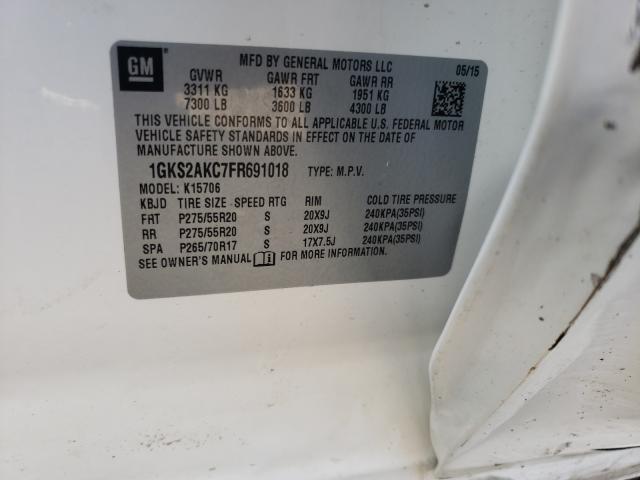 GM
MFD BY GENERAL MOTORS LLC 05/15
GVWR GAWR FRT GAWR RR
3311 KG 1633 KG 1951 KG
7300 LB 3600 LB 4300 LB
THIS VEHICLE CONFORMS TO ALL APPLICABLE U.S. FEDERAL MOTOR
VEHICLE SAFETY STANDARDS IN EFFECT ON THE DATE OF
MANUFACTURE SHOWN ABOVE.
1GKS2AKC7FR691018 TYPE: M.P.V.
MODEL: K15706
KBJD TIRE SIZE SPEED RTG RIM COLD TIRE PRESSURE
FRT P275/55R20 S 20X9J 240KPA(35PSI)
RR P275/55R20 S 20X9J 240KPA(35PSI)
SPA P265/70R17 S 17X7.5J 240KPA(35PSI)
SEE OWNER'S MANUAL FOR MORE INFORMATION.